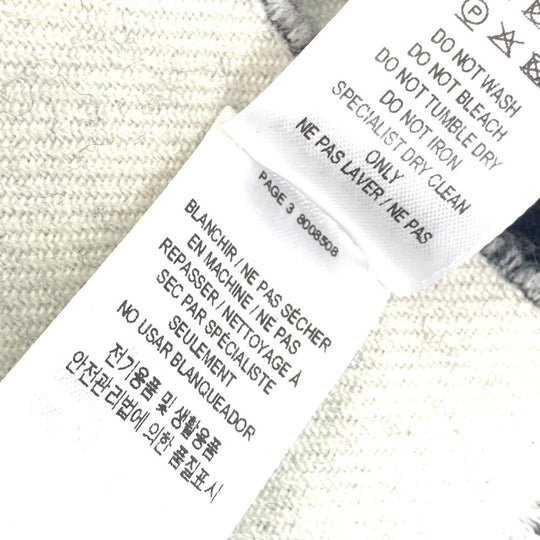 P
DO NOT WASH
DO NOT BLEACH
DO NOT TUMBLE DRY
DO NOT IRON
SPECIALIST DRY CLEAN
ONLY
NE PAS LAVER / NE PAS
PAGE 3 8008508
BLANCHIR / NE PAS SÉCHER
EN MACHINE / NE PAS
REPASSER / NETTOYAGE À
SEC PAR SPÉCIALISTE
SEULEMENT
NO USAR BLANQUEADOR
전기용품 및 생활용품
안전관리법에 의한 품질표시